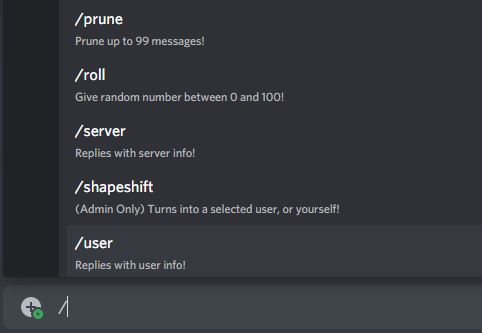 /prune
Prune up to 99 messages!
/roll
Give random number between 0 and 100!
/server
Replies with server info!
/shapeshift
(Admin Only) Turns into a selected user, or yourself!
/user
Replies with user info!
/